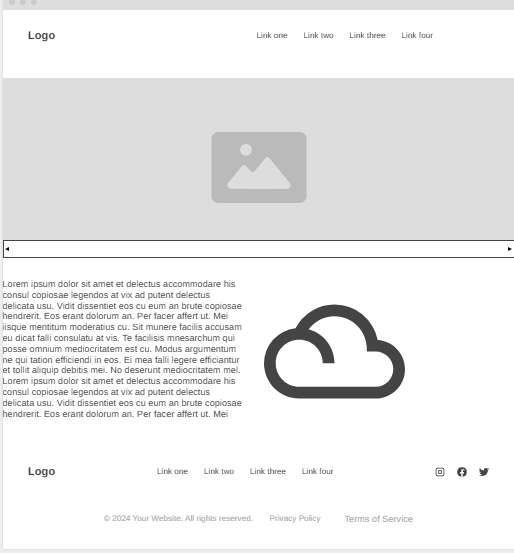 Logo
Link one Link two Link three Link four
Lorem ipsum dolor sit amet et delectus accommodare his
consul copiosae legendos at vix ad putent delectus
delicata usu. Vidit dissentiet eos cu eum an brute copiosae
hendrerit. Eos erant dolorum an. Per facer affert ut. Mei
iisque mentitum moderatius cu. Sit munere facilis accusam
eu dicat falli consulatu at vis. Te facilisis mnesarchum qui
posse omnium mediocritatem est cu. Modus argumentum
ne qui tation efficiendi in eos. Ei mea falli legere efficiantur
et tollit aliquip debitis mei. No deserunt mediocritatem mel.
Lorem ipsum dolor sit amet et delectus accommodare his
consul copiosae legendos at vix ad putent delectus
delicata usu. Vidit dissentiet eos cu eum an brute copiosae
hendrerit. Eos erant dolorum an. Per facer affert ut. Mei
Logo
Link one Link two Link three Link four
© 2024 Your Website. All rights reserved. Privacy Policy Terms of Service